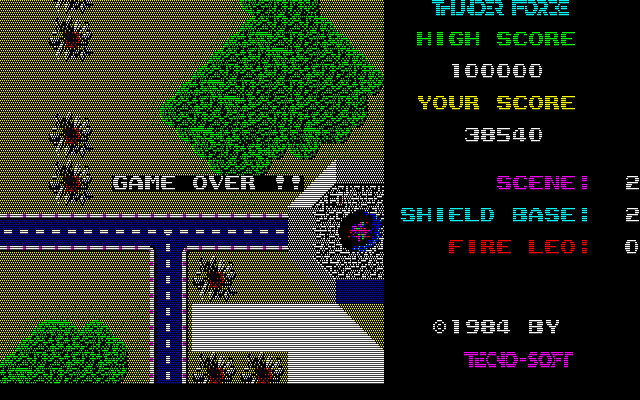 THUNDER FORCE
HIGH SCORE
100000
YOUR SCORE
38540
GAME OVER !!
SCENE: 2
SHIELD BASE: 2
FIRE LEO: 0
©1984 BY
TECNO-SOFT